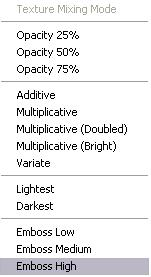 Texture Mixing Mode
Opacity 25%
Opacity 50%
Opacity 75%
Additive
Multiplicative
Multiplicative (Doubled)
Multiplicative (Bright)
Variate
Lightest
Darkest
Emboss Low
Emboss Medium
Emboss High